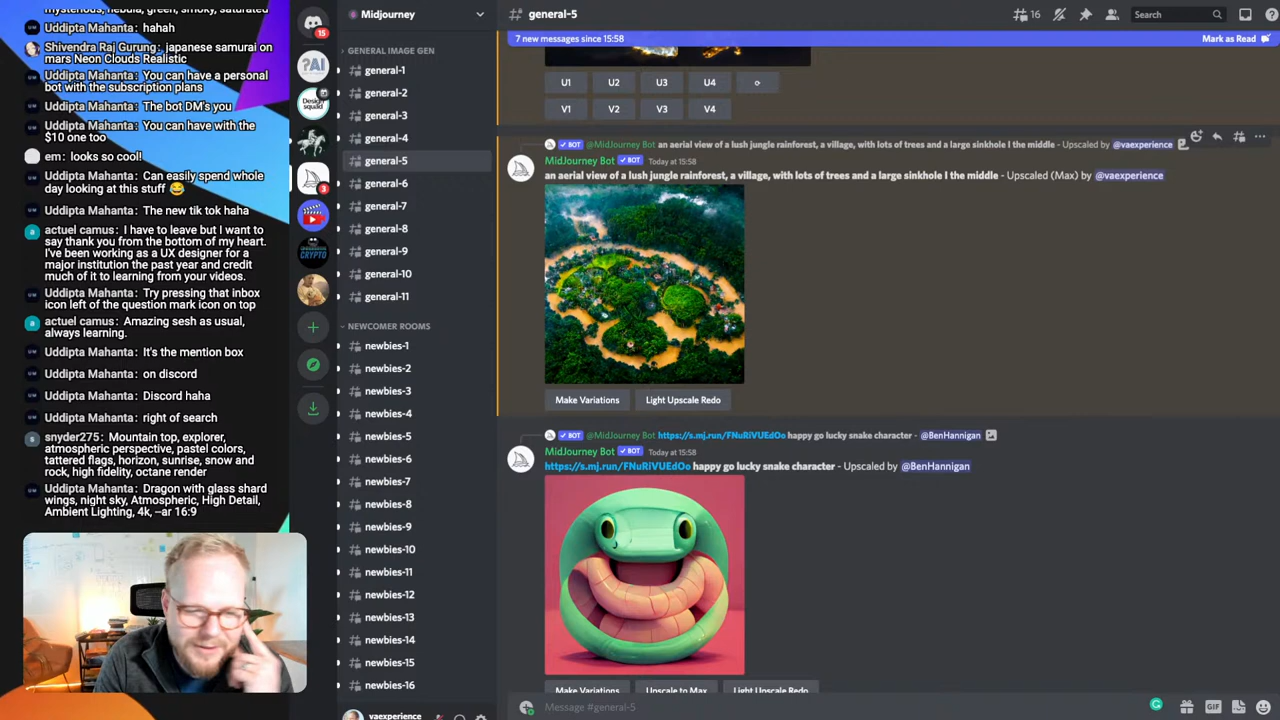 mysterious, nebula, green, smoky, saturated
Uddipta Mahanta: hahah
Shivendra Raj Gurung: japanese samurai on
mars Neon Clouds Realistic
Uddipta Mahanta: You can have a personal
bot with the subscription plans
Uddipta Mahanta: The bot DM's you
Uddipta Mahanta: You can have with the
$10 one too
em: looks so cool!
Uddipta Mahanta: Can easily spend whole
day looking at this stuff 😂
Uddipta Mahanta: The new tik tok haha
actuel camus: I have to leave but I want to
say thank you from the bottom of my heart.
I've been working as a UX designer for a
major institution the past year and credit
much of it to learning from your videos.
Uddipta Mahanta: Try pressing that inbox
icon left of the question mark icon on top
actuel camus: Amazing sesh as usual,
always learning.
Uddipta Mahanta: It's the mention box
Uddipta Mahanta: on discord
Uddipta Mahanta: Discord haha
Uddipta Mahanta: right of search
snyder275: Mountain top, explorer,
atmospheric perspective, pastel colors,
tattered flags, horizon, sunrise, snow and
rock, high fidelity, octane render
Uddipta Mahanta: Dragon with glass shard
wings, night sky, Atmospheric, High Detail,
Ambient Lighting, 4k, --ar 16:9
15
?AI
Design
squad
3
CRYPTO
Midjourney
GENERAL IMAGE GEN
general-1
general-2
general-3
general-4
general-5
general-6
general-7
general-8
general-9
general-10
general-11
NEWCOMER ROOMS
newbies-1
newbies-2
newbies-3
newbies-4
newbies-5
newbies-6
newbies-7
newbies-8
newbies-9
newbies-10
newbies-11
newbies-12
newbies-13
newbies-14
newbies-15
newbies-16
vaexperience
# general-5
16
Search
7 new messages since 15:58
Mark as Read
U1 U2 U3 U4
V1 V2 V3 V4
BOT @MidJourney Bot an aerial view of a lush jungle rainforest, a village, with lots of trees and a large sinkhole I the middle - Upscaled by @vaexperience
MidJourney Bot BOT Today at 15:58
an aerial view of a lush jungle rainforest, a village, with lots of trees and a large sinkhole I the middle - Upscaled (Max) by @vaexperience
Make Variations Light Upscale Redo
BOT @MidJourney Bot https://s.mj.run/FNuRiVUEdOo happy go lucky snake character - @BenHannigan
MidJourney Bot BOT Today at 15:58
https://s.mj.run/FNuRiVUEdOo happy go lucky snake character - Upscaled by @BenHannigan
Make Variations Upscale to Max Light Upscale Redo
Message #general-5
GIF